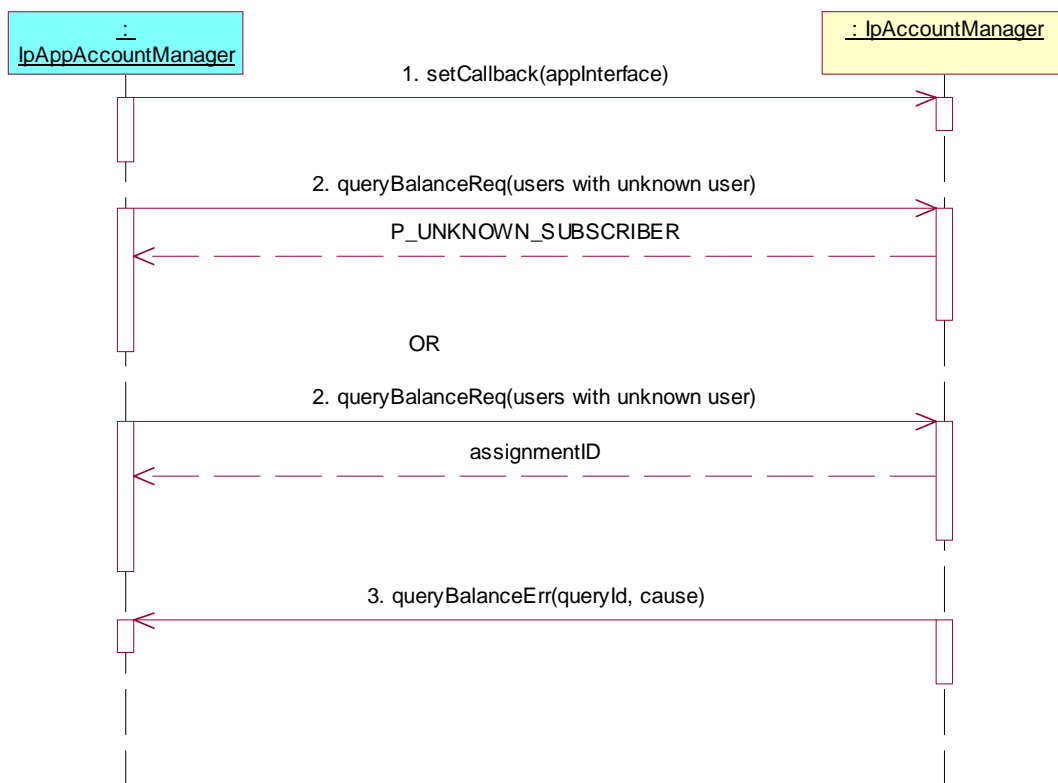 :
IpAppAccountManager
: IpAccountManager
1. setCallback(appInterface)
2. queryBalanceReq(users with unknown user)
P_UNKNOWN_SUBSCRIBER
OR
2. queryBalanceReq(users with unknown user)
assignmentID
3. queryBalanceErr(queryId, cause)